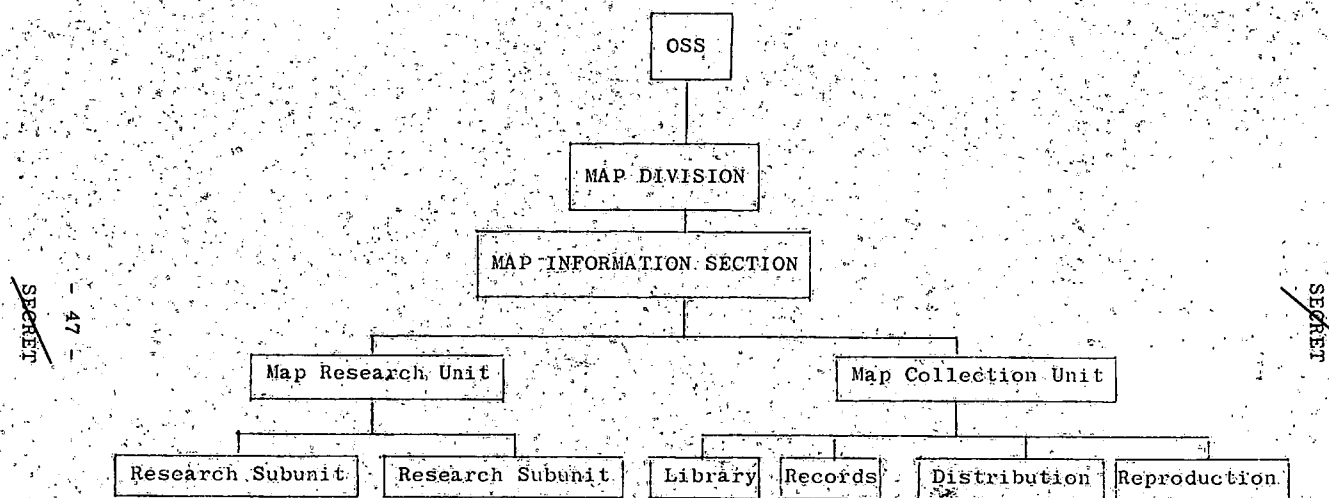 OSS
MAP DIVISION
MAP INFORMATION SECTION
Map Research Unit
Map Collection Unit
Research Subunit
Research Subunit
Library
Records
Distribution
Reproduction
- 47 -
SECRET
SECRET